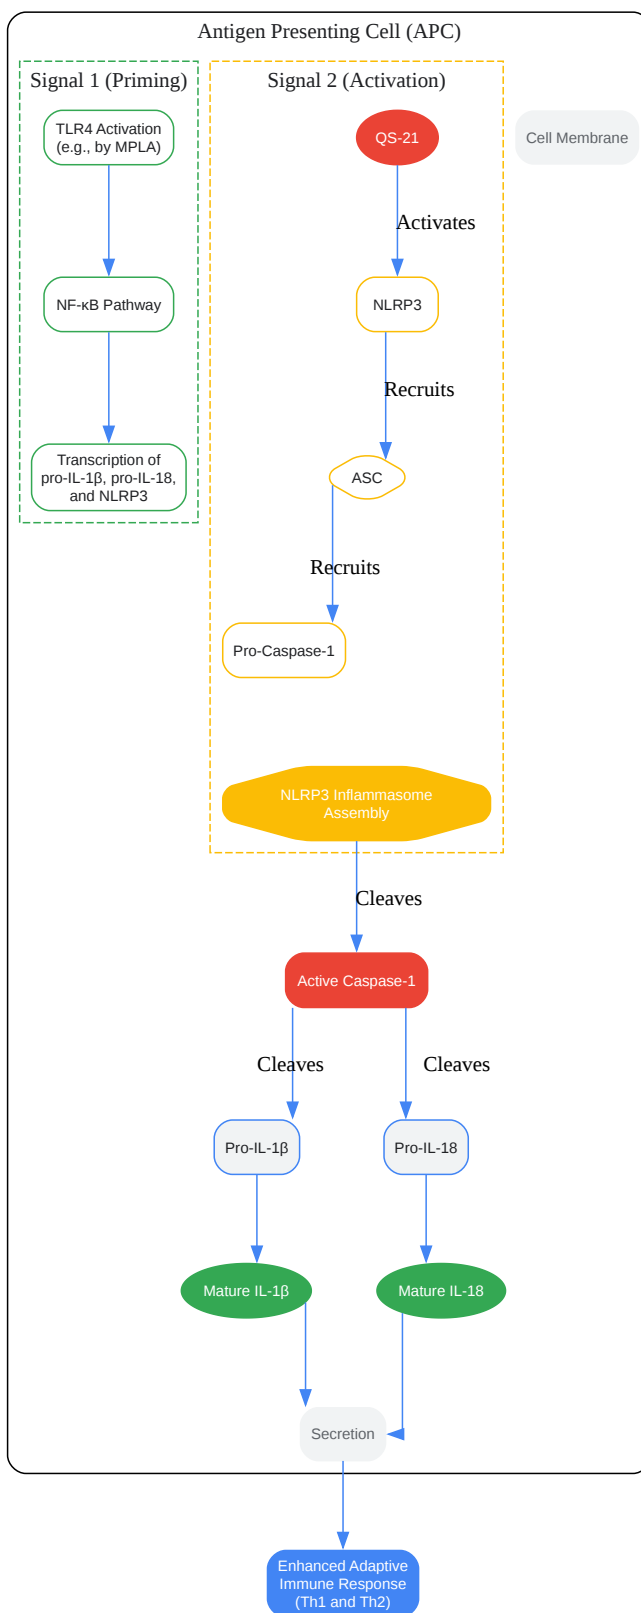 Antigen Presenting Cell (APC)
Signal 1 (Priming)
Signal 2 (Activation)
TLR4 Activation
(e.g., by MPLA)
QS-21
Cell Membrane
Activates
NF-κB Pathway
NLRP3
Recruits
Transcription of
pro-IL-1β, pro-IL-18,
and NLRP3
ASC
Recruits
Pro-Caspase-1
NLRP3 Inflammasome
Assembly
Cleaves
Active Caspase-1
Cleaves
Cleaves
Pro-IL-1β
Pro-IL-18
Mature IL-1β
Mature IL-18
Secretion
Enhanced Adaptive
Immune Response
(Th1 and Th2)